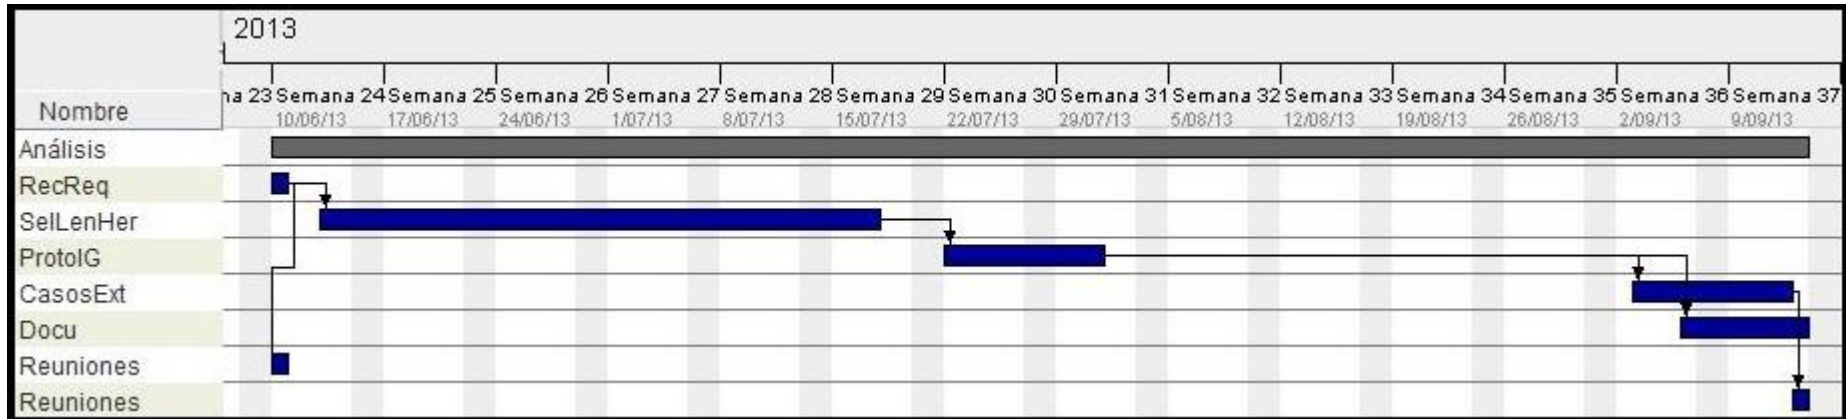 2013
na 23 Semana 24 Semana 25 Semana 26 Semana 27 Semana 28 Semana 29 Semana 30 Semana 31 Semana 32 Semana 33 Semana 34 Semana 35 Semana 36 Semana 37
Nombre
10/06/13 17/06/13 24/06/13 1/07/13 8/07/13 15/07/13 22/07/13 29/07/13 5/08/13 12/08/13 19/08/13 26/08/13 2/09/13 9/09/13
Análisis
RecReq
SelLenHer
ProtoIG
CasosExt
Docu
Reuniones
Reuniones